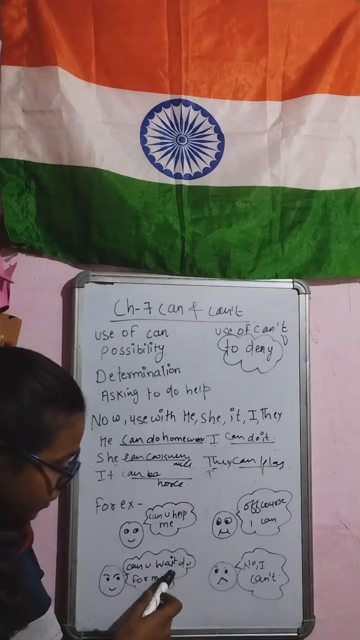 Ch-7 can & can't
use of can
possibility
Determination
Asking to do help
use of can't
to deny
Now, use with He, she, it, I, They
He can do homework I can do it.
She can
They can play
It can be
horse
For ex-
can u help
me
off course
I can
can u wait
for me
No, I
can't.